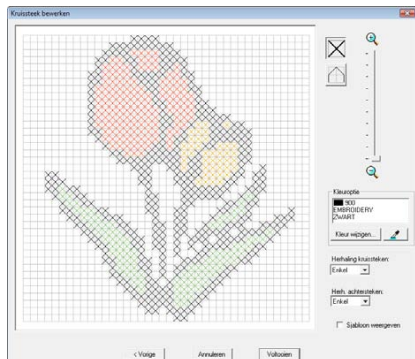 Kruissteek bewerken
Kleuroptie
900
EMBROIDERY
ZWART
Kleur wijzigen...
Herhaling kruissteken:
Enkel
Herh. achtersteken:
Enkel
Sjabloon weergeven
< Vorige
Annuleren
Voltooien